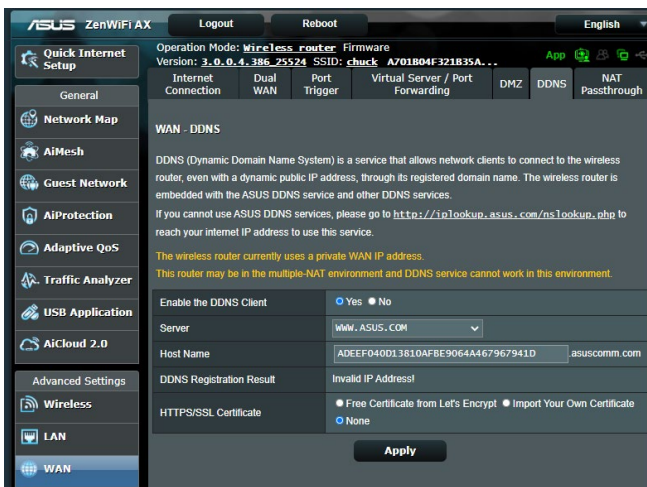 ASUS ZenWiFi AX Logout Reboot English
Quick Internet Setup
General
Network Map
AiMesh
Guest Network
AiProtection
Adaptive QoS
Traffic Analyzer
USB Application
AiCloud 2.0
Advanced Settings
Wireless
LAN
WAN
Operation Mode: Wireless router Firmware
Version: 3.0.0.4.386_25524 SSID: chuck A701B04F321B35A...
App
Internet Connection
Dual WAN
Port Trigger
Virtual Server / Port Forwarding
DMZ
DDNS
NAT Passthrough
WAN - DDNS
DDNS (Dynamic Domain Name System) is a service that allows network clients to connect to the wireless
router, even with a dynamic public IP address, through its registered domain name. The wireless router is
embedded with the ASUS DDNS service and other DDNS services.
If you cannot use ASUS DDNS services, please go to http://iplookup.asus.com/nslookup.php to
reach your internet IP address to use this service.
The wireless router currently uses a private WAN IP address.
This router may be in the multiple-NAT environment and DDNS service cannot work in this environment.
Enable the DDNS Client Yes No
Server WWW.ASUS.COM
Host Name ADEEF040D13810AFBE9064A467967941D .asuscomm.com
DDNS Registration Result Invalid IP Address!
HTTPS/SSL Certificate Free Certificate from Let's Encrypt Import Your Own Certificate
None
Apply